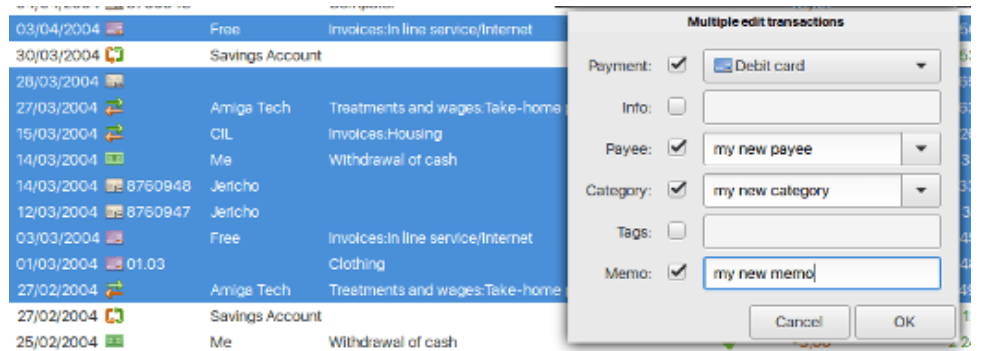 Multiple edit transactions
03/04/2004 Free Invoices:In line service/Internet
30/03/2004 Savings Account
28/03/2004
27/03/2004 Amiga Tech Treatments and wages:Take-home
15/03/2004 CIL Invoices:Housing
14/03/2004 Me Withdrawal of cash
14/03/2004 8760948 Jericho
12/03/2004 8760947 Jericho
03/03/2004 Free Invoices:In line service/Internet
01/03/2004 01.03 Clothing
27/02/2004 Amiga Tech Treatments and wages:Take-home
27/02/2004 Savings Account
25/02/2004 Me Withdrawal of cash
Payment: Debit card
Info:
Payee: my new payee
Category: my new category
Tags:
Memo: my new memo
Cancel OK